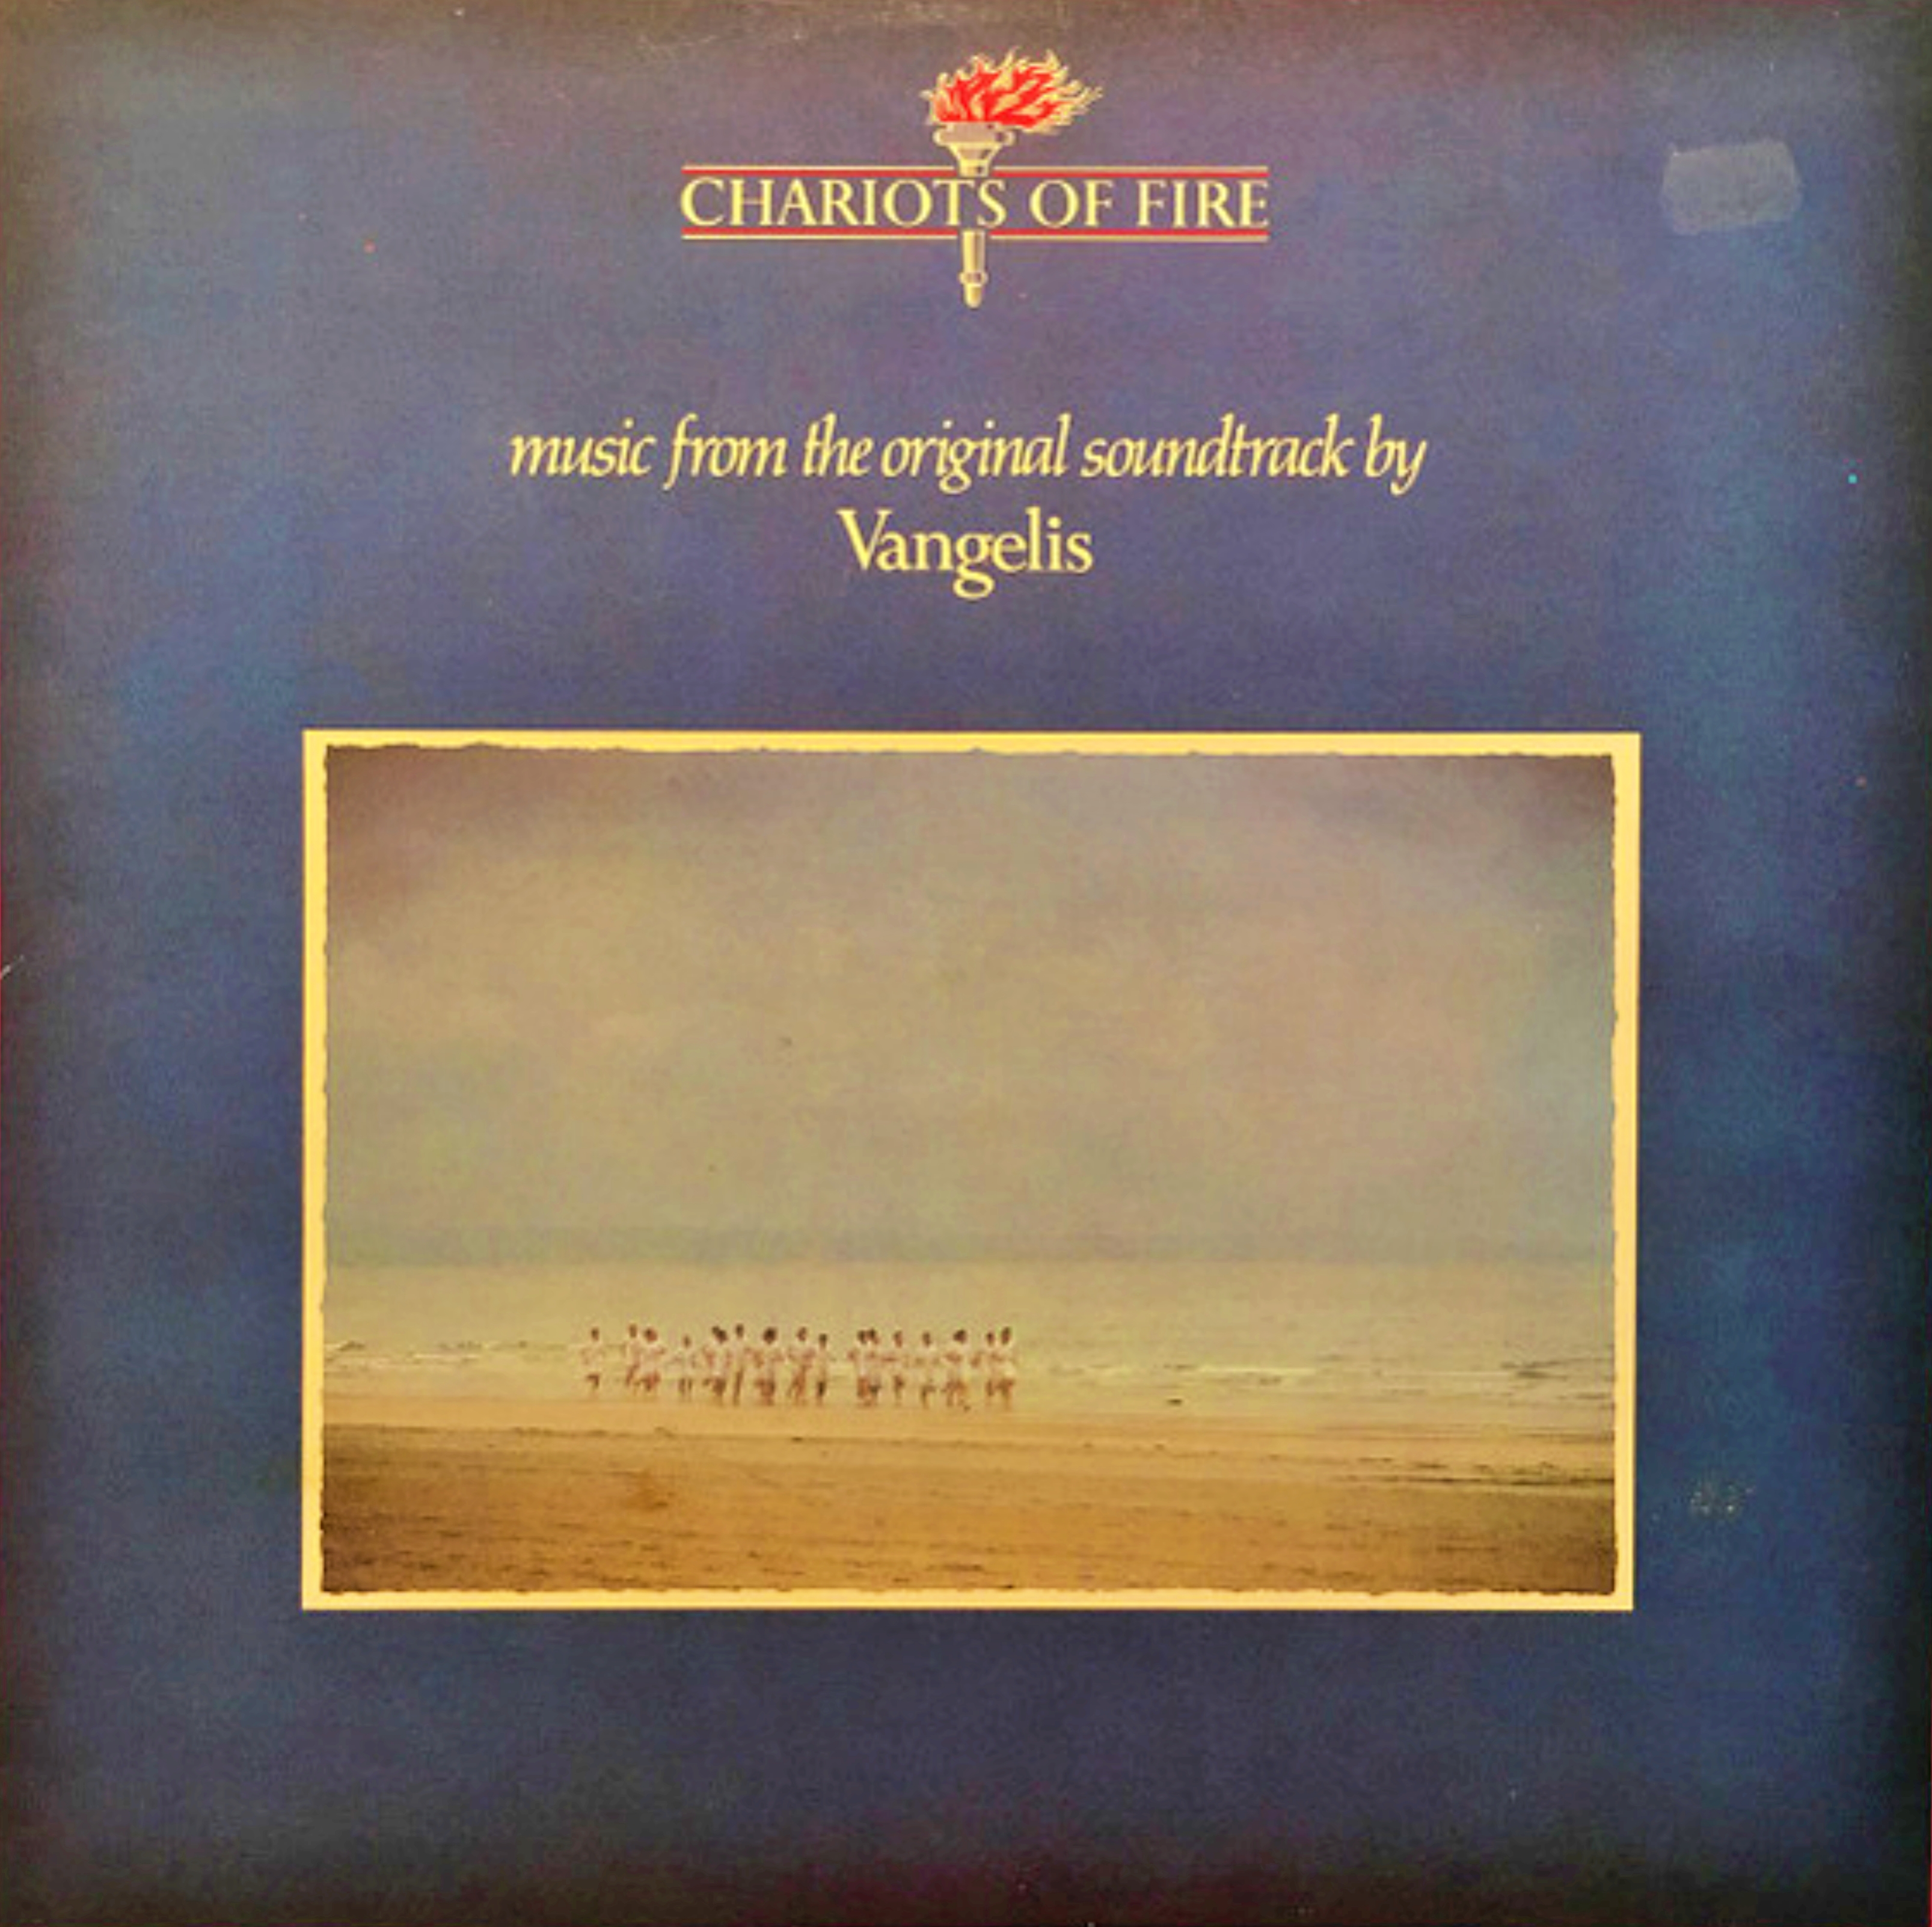 CHARIOTS OF FIRE
music from the original soundtrack by
Vangelis